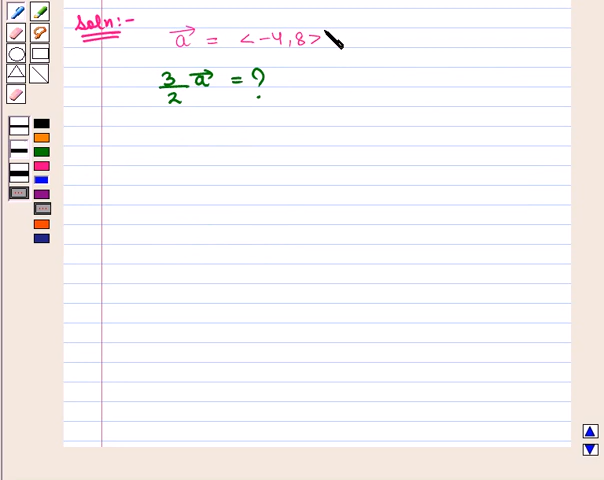 Soln:-
a⃗ = <-4, 8>
3/2 a⃗ = ?